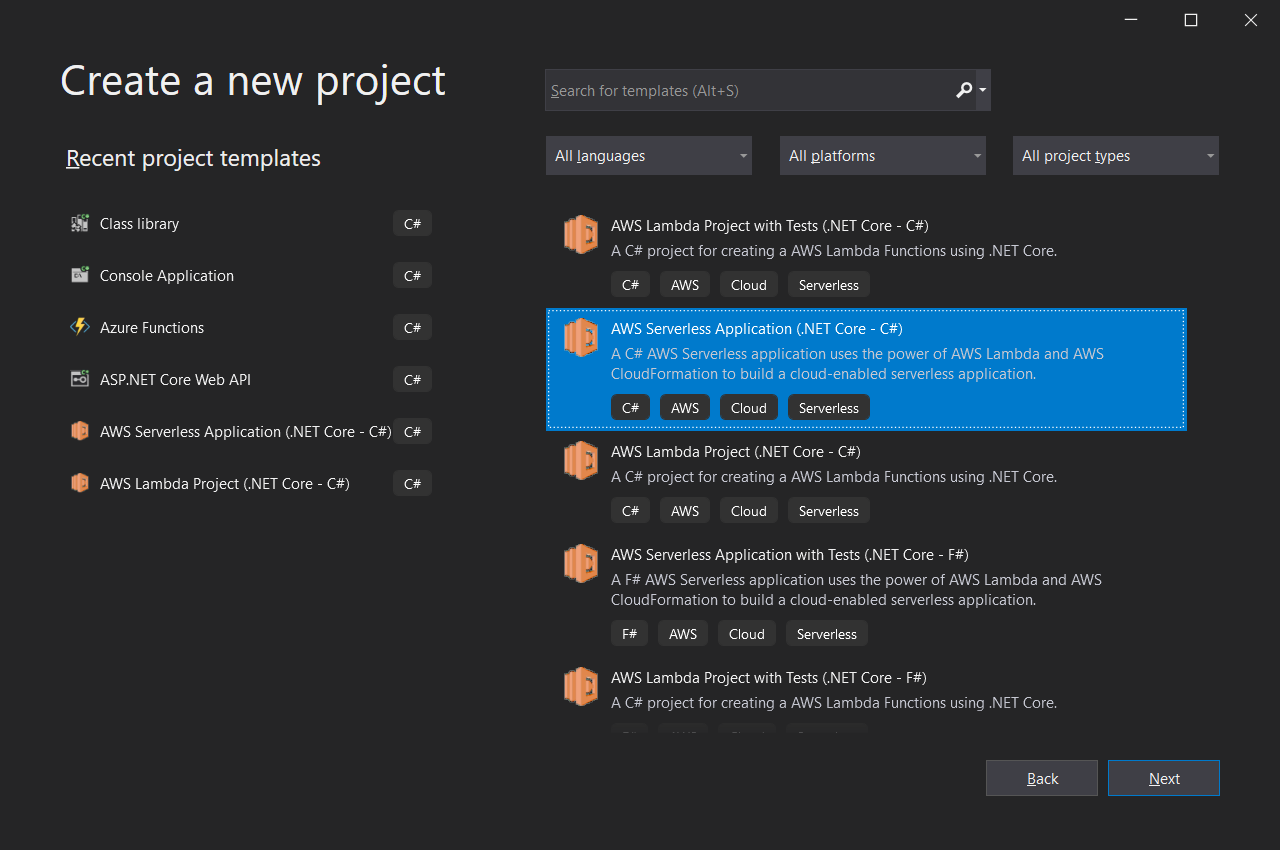 Create a new project
Search for templates (Alt+S)
All languages
All platforms
All project types
Recent project templates
Class library
C#
Console Application
C#
Azure Functions
C#
ASP.NET Core Web API
C#
AWS Serverless Application (.NET Core - C#)
C#
AWS Lambda Project (.NET Core - C#)
C#
AWS Lambda Project with Tests (.NET Core - C#)
A C# project for creating a AWS Lambda Functions using .NET Core.
C# AWS Cloud Serverless
AWS Serverless Application (.NET Core - C#)
A C# AWS Serverless application uses the power of AWS Lambda and AWS
CloudFormation to build a cloud-enabled serverless application.
C# AWS Cloud Serverless
AWS Lambda Project (.NET Core - C#)
A C# project for creating a AWS Lambda Functions using .NET Core.
C# AWS Cloud Serverless
AWS Serverless Application with Tests (.NET Core - F#)
A F# AWS Serverless application uses the power of AWS Lambda and AWS
CloudFormation to build a cloud-enabled serverless application.
F# AWS Cloud Serverless
AWS Lambda Project with Tests (.NET Core - F#)
A C# project for creating a AWS Lambda Functions using .NET Core.
Back
Next